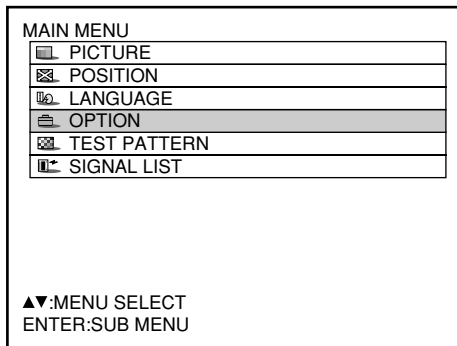 MAIN MENU
PICTURE
POSITION
LANGUAGE
OPTION
TEST PATTERN
SIGNAL LIST
▲▼:MENU SELECT
ENTER:SUB MENU